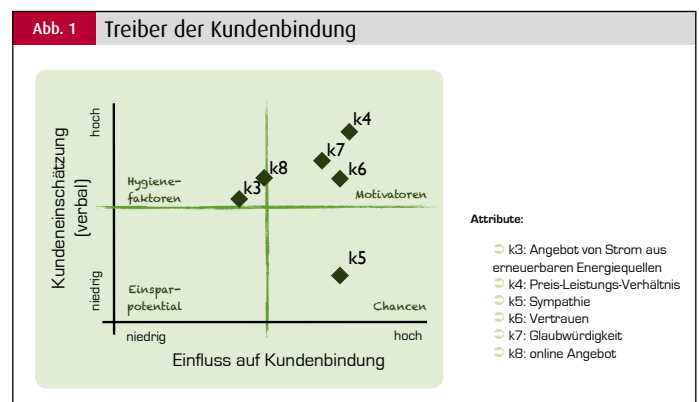 Abb. 1 Treiber der Kundenbindung
Kundeneinschätzung
(verbal)
hoch
niedrig
k4
k7
k8
k6
k3
Hygiene-
faktoren
Motivatoren
k5
Einspar-
potential
Chancen
niedrig
hoch
Einfluss auf Kundenbindung
Attribute:
k3: Angebot von Strom aus
erneuerbaren Energiequellen
k4: Preis-Leistungs-Verhältnis
k5: Sympathie
k6: Vertrauen
k7: Glaubwürdigkeit
k8: online Angebot